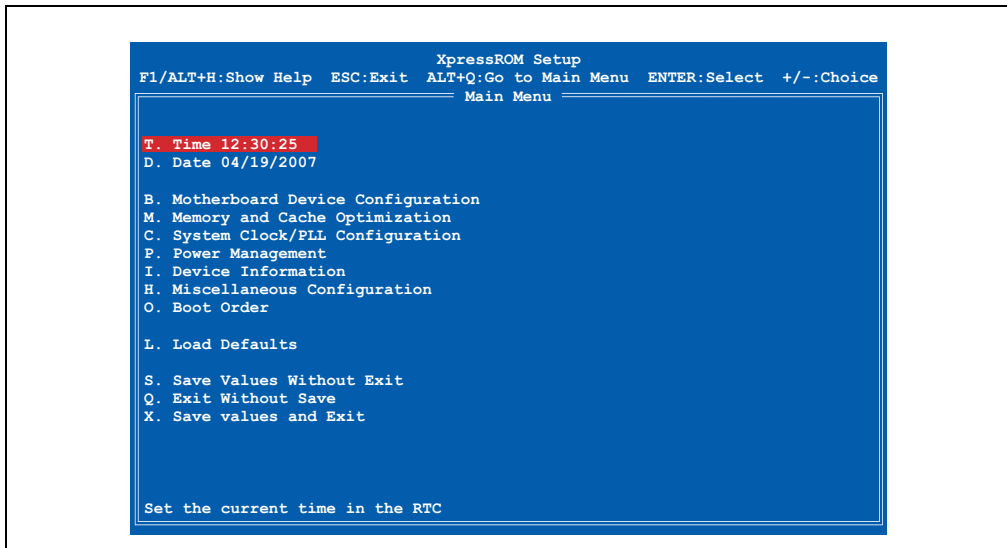 XpressROM Setup
F1/ALT+H:Show Help ESC:Exit ALT+Q:Go to Main Menu ENTER:Select +/-:Choice
Main Menu
T. Time 12:30:25
D. Date 04/19/2007
B. Motherboard Device Configuration
M. Memory and Cache Optimization
C. System Clock/PLL Configuration
P. Power Management
I. Device Information
H. Miscellaneous Configuration
O. Boot Order
L. Load Defaults
S. Save Values Without Exit
Q. Exit Without Save
X. Save values and Exit
Set the current time in the RTC